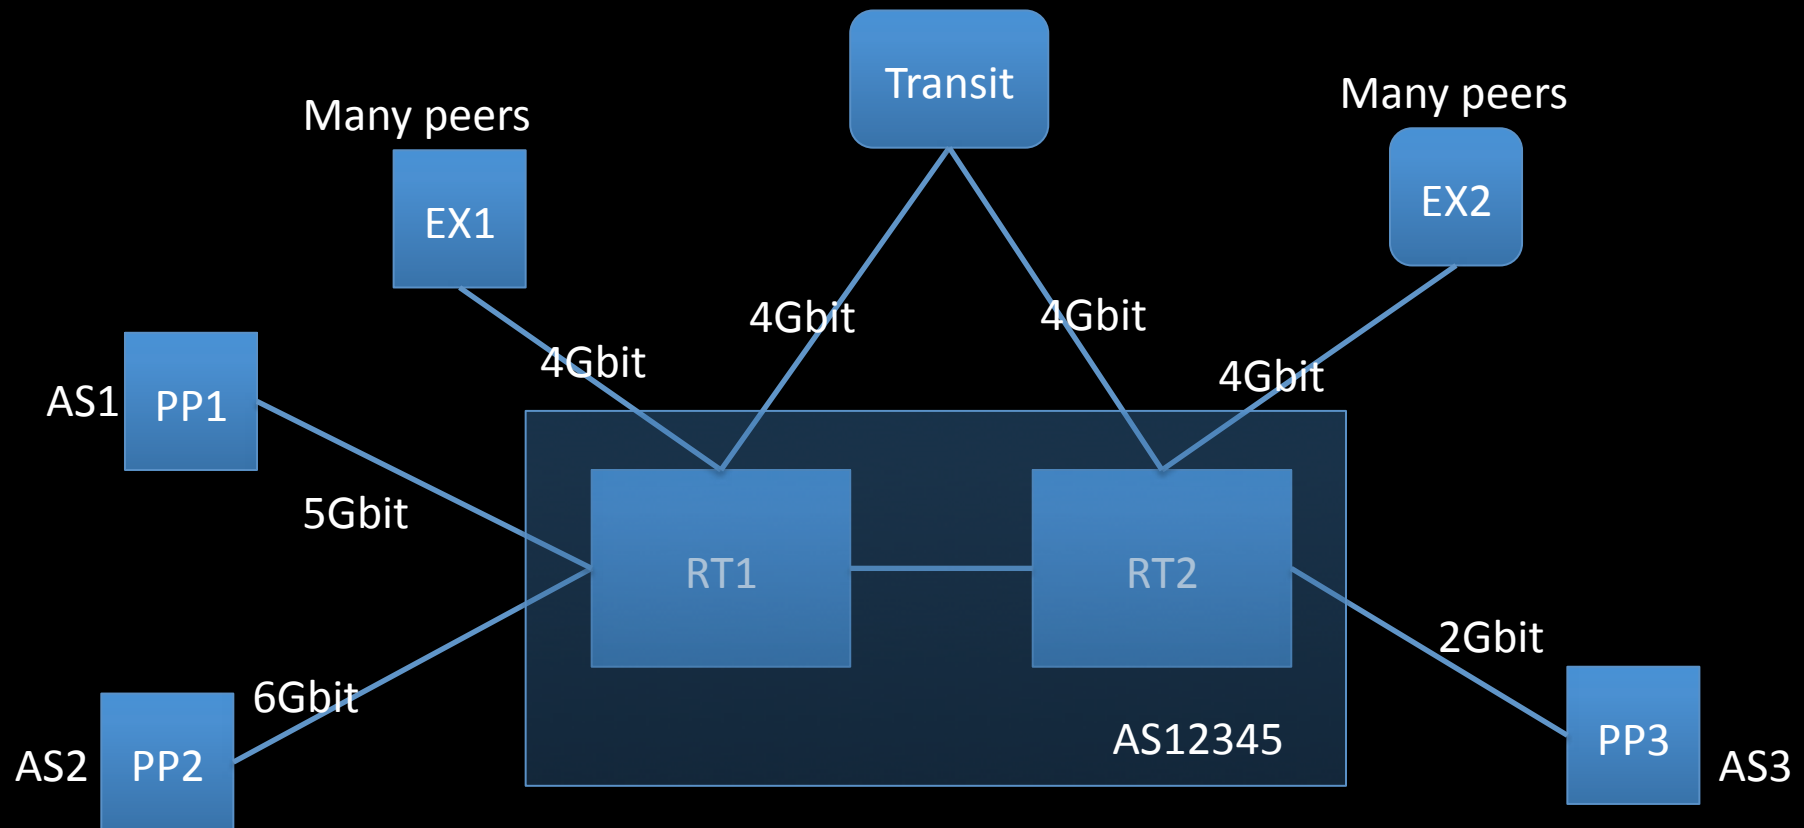 Transit
Many peers
Many peers
EX1
EX2
4Gbit
4Gbit
4Gbit
4Gbit
AS1
PP1
5Gbit
RT1
RT2
2Gbit
6Gbit
AS12345
PP3
AS3
AS2
PP2